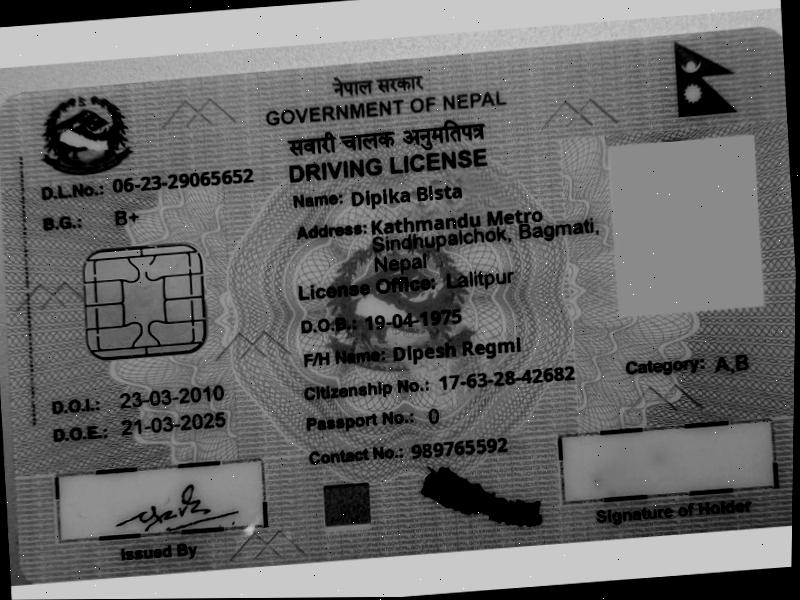 नेपाल सरकार
GOVERNMENT OF NEPAL
सवारी चालक अनुमतिपत्र
DRIVING LICENSE
D.L.No.: 06-23-29065652
B.G.: B+
Name: Dipika Bista
Address: Kathmandu Metro
Sindhupalchok, Bagmati,
Nepal
License Office: Lalitpur
D.O.B.: 19-04-1975
F/H Name: Dipesh Regmi
Citizenship No.: 17-63-28-42682
Category: A,B
Passport No.: 0
Contact No.: 989765592
D.O.I.: 23-03-2010
D.O.E.: 21-03-2025
Issued By
Signature of Holder